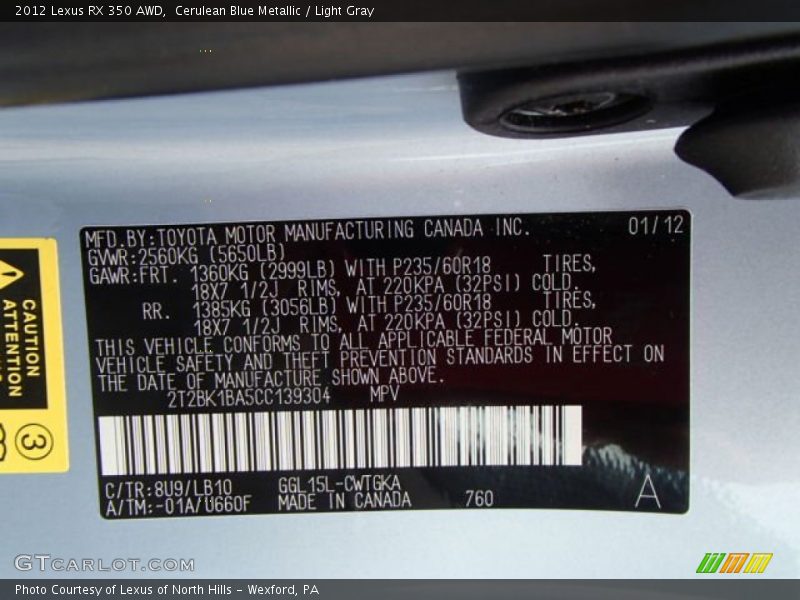 2012 Lexus RX 350 AWD,  Cerulean Blue Metallic / Light Gray
MFD.BY:TOYOTA MOTOR MANUFACTURING CANADA INC. 01/12
GVWR:2560KG (5650LB)
GAWR:FRT. 1360KG (2999LB) WITH P235/60R18 TIRES,
18X7 1/2J RIMS, AT 220KPA (32PSI) COLD.
RR. 1385KG (3056LB) WITH P235/60R18 TIRES,
18X7 1/2J RIMS, AT 220KPA (32PSI) COLD.
THIS VEHICLE CONFORMS TO ALL APPLICABLE FEDERAL MOTOR
VEHICLE SAFETY AND THEFT PREVENTION STANDARDS IN EFFECT ON
THE DATE OF MANUFACTURE SHOWN ABOVE.
2T2BK1BA5CC139304 MPV
C/TR:8U9/LB10 GGL15L-CWTGKA
A/TM:-01A/U660F MADE IN CANADA 760 A
CAUTION
ATTENTION
3
GTCARLOT.COM
Photo Courtesy of Lexus of North Hills - Wexford, PA